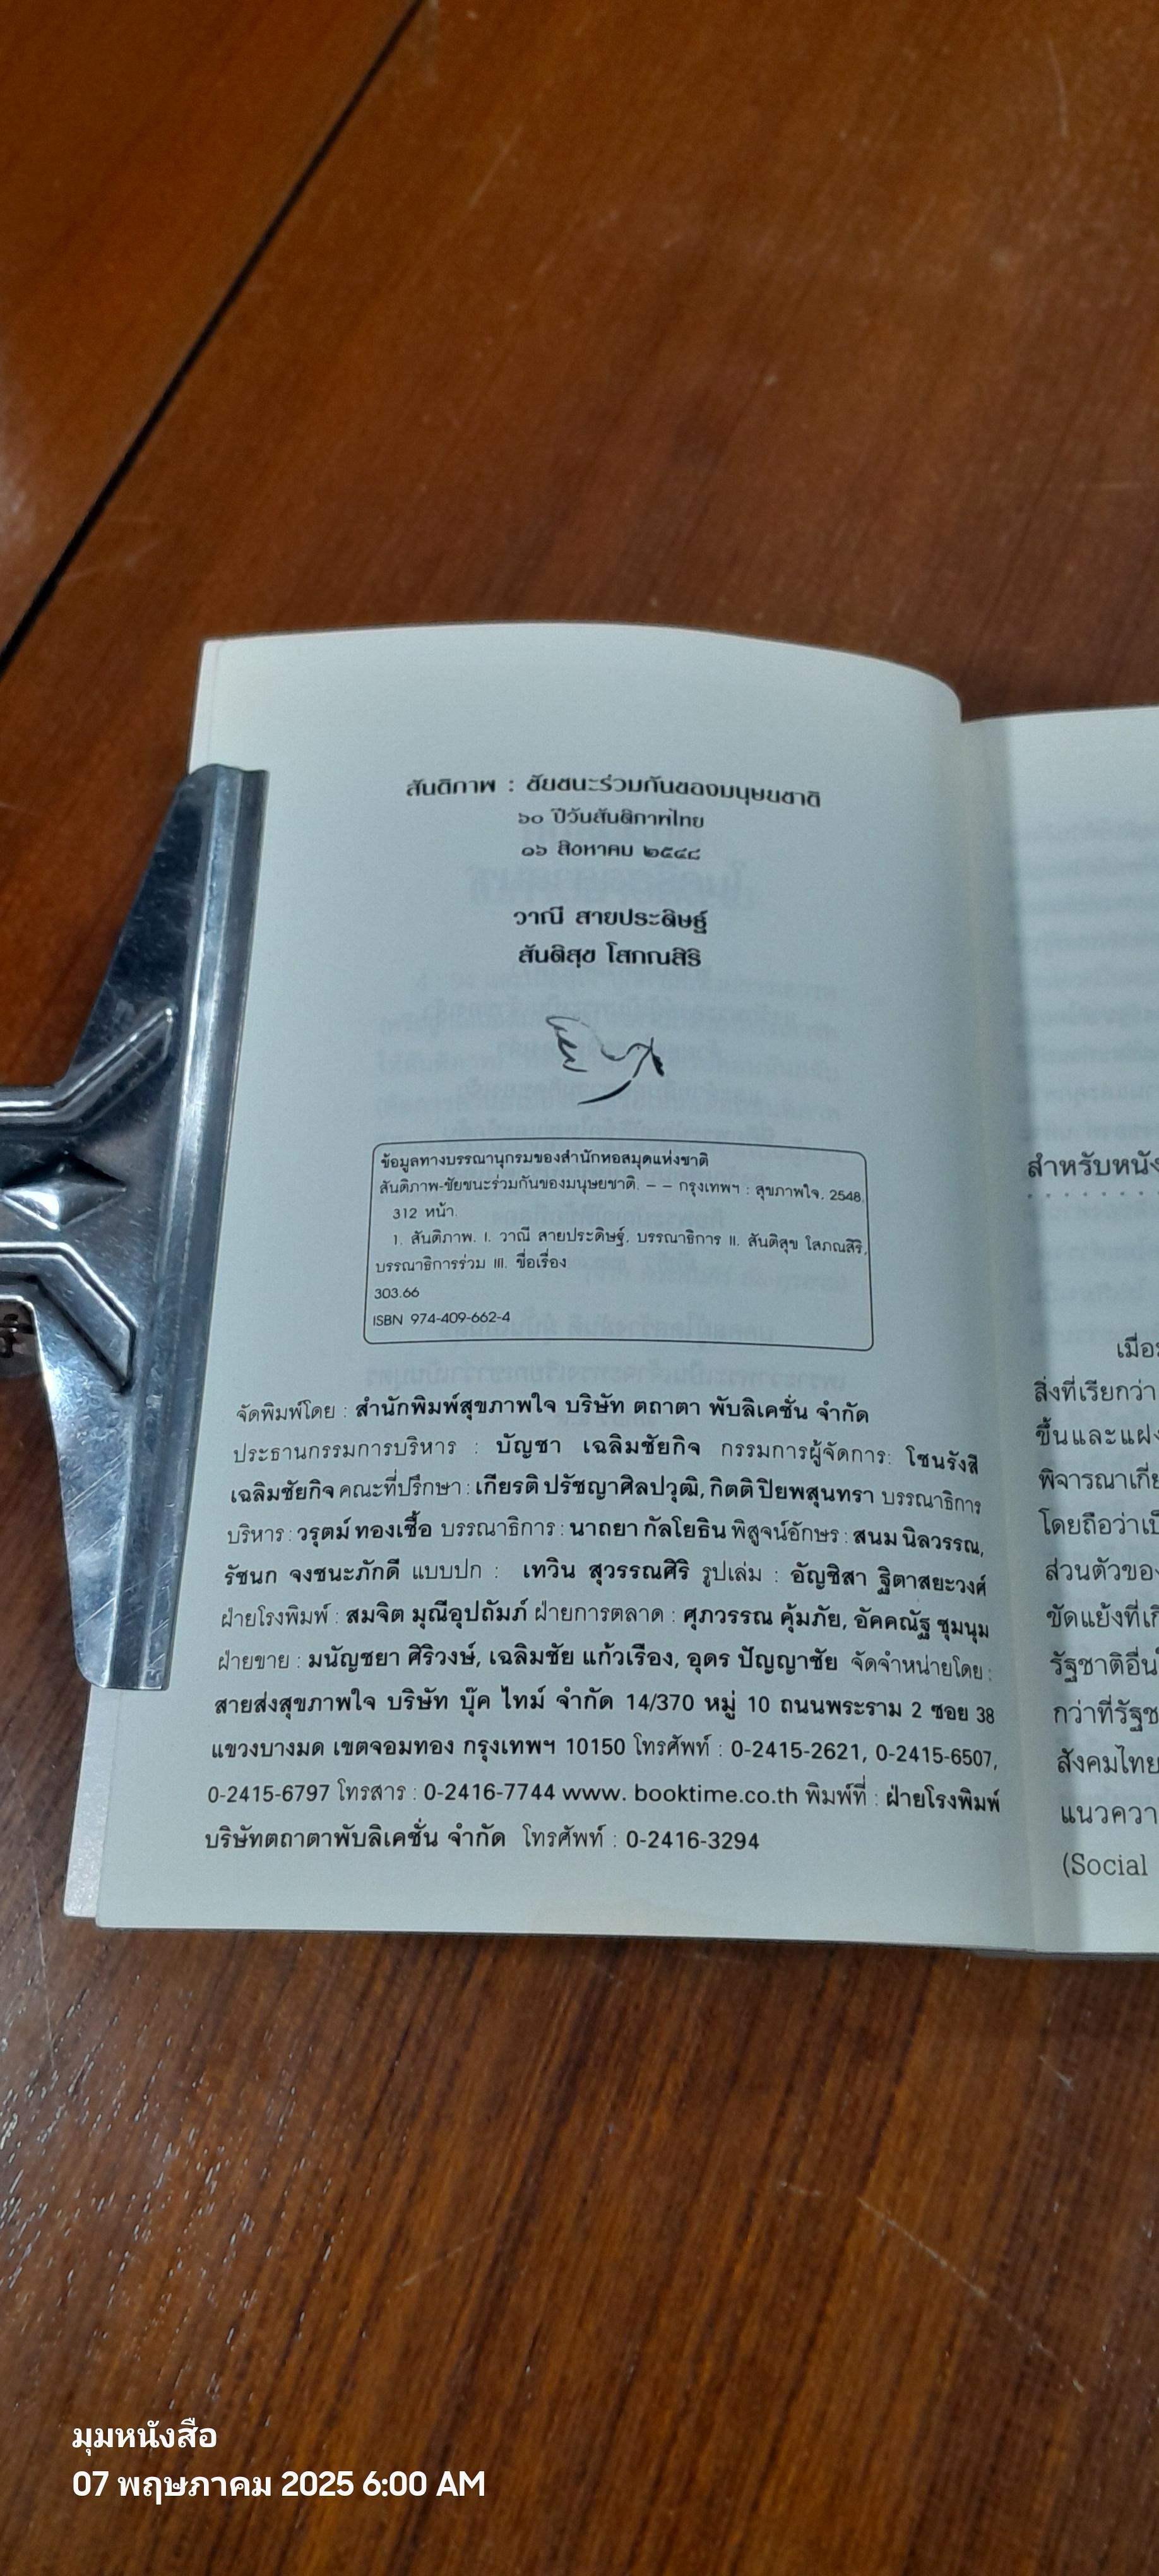 สันติภาพ : ชัยชนะร่วมกันของมนุษยชาติ
๖๐ ปีวันสันติภาพไทย
๑๖ สิงหาคม ๒๕๔๘
วาณี สายประดิษฐ์
สันติสุข โสภณสิริ
ข้อมูลทางบรรณานุกรมของสำนักหอสมุดแห่งชาติ
สันติภาพ-ชัยชนะร่วมกันของมนุษยชาติ. – – กรุงเทพฯ : สุขภาพใจ, 2548.
312 หน้า.
1. สันติภาพ. I. วาณี สายประดิษฐ์, บรรณาธิการ II. สันติสุข โสภณสิริ,
บรรณาธิการร่วม III. ชื่อเรื่อง
303.66
ISBN 974-409-662-4
จัดพิมพ์โดย : สำนักพิมพ์สุขภาพใจ บริษัท ตถาตา พับลิเคชั่น จำกัด
ประธานกรรมการบริหาร : บัญชา เฉลิมชัยกิจ กรรมการผู้จัดการ: โชนรังสี
เฉลิมชัยกิจ คณะที่ปรึกษา : เกียรติ ปรัชญาศิลปวุฒิ, กิตติ ปิยพสุนทรา บรรณาธิการ
บริหาร : วรุตม์ ทองเชื้อ บรรณาธิการ : นาถยา กัลโยธิน พิสูจน์อักษร : สนม นิลวรรณ,
รัชนก จงชนะภักดี แบบปก : เทวิน สุวรรณศิริ รูปเล่ม : อัญชิสา ฐิตาสยะวงศ์
ฝ่ายโรงพิมพ์ : สมจิต มุณีอุปถัมภ์ ฝ่ายการตลาด : ศุภวรรณ คุ้มภัย, อัคคณัฐ ชุมนุม
ฝ่ายขาย : มนัญชยา ศิริวงษ์, เฉลิมชัย แก้วเรือง, อุดร ปัญญาชัย จัดจำหน่ายโดย :
สายส่งสุขภาพใจ บริษัท บุ๊ค ไทม์ จำกัด 14/370 หมู่ 10 ถนนพระราม 2 ซอย 38
แขวงบางมด เขตจอมทอง กรุงเทพฯ 10150 โทรศัพท์ : 0-2415-2621, 0-2415-6507,
0-2415-6797 โทรสาร : 0-2416-7744 www. booktime.co.th พิมพ์ที่ : ฝ่ายโรงพิมพ์
บริษัทตถาตาพับลิเคชั่น จำกัด โทรศัพท์ : 0-2416-3294
สำหรับหนัง
เมื่อ
สิ่งที่เรียกว่า
ขึ้นและแฝง
พิจารณาเกี่ย
โดยถือว่าเป็
ส่วนตัวของ
ขัดแย้งที่เกิ
รัฐชาติอื่น
กว่าที่รัฐช
สังคมไทย
แนวควา
(Social
มุมหนังสือ
07 พฤษภาคม 2025 6:00 AM